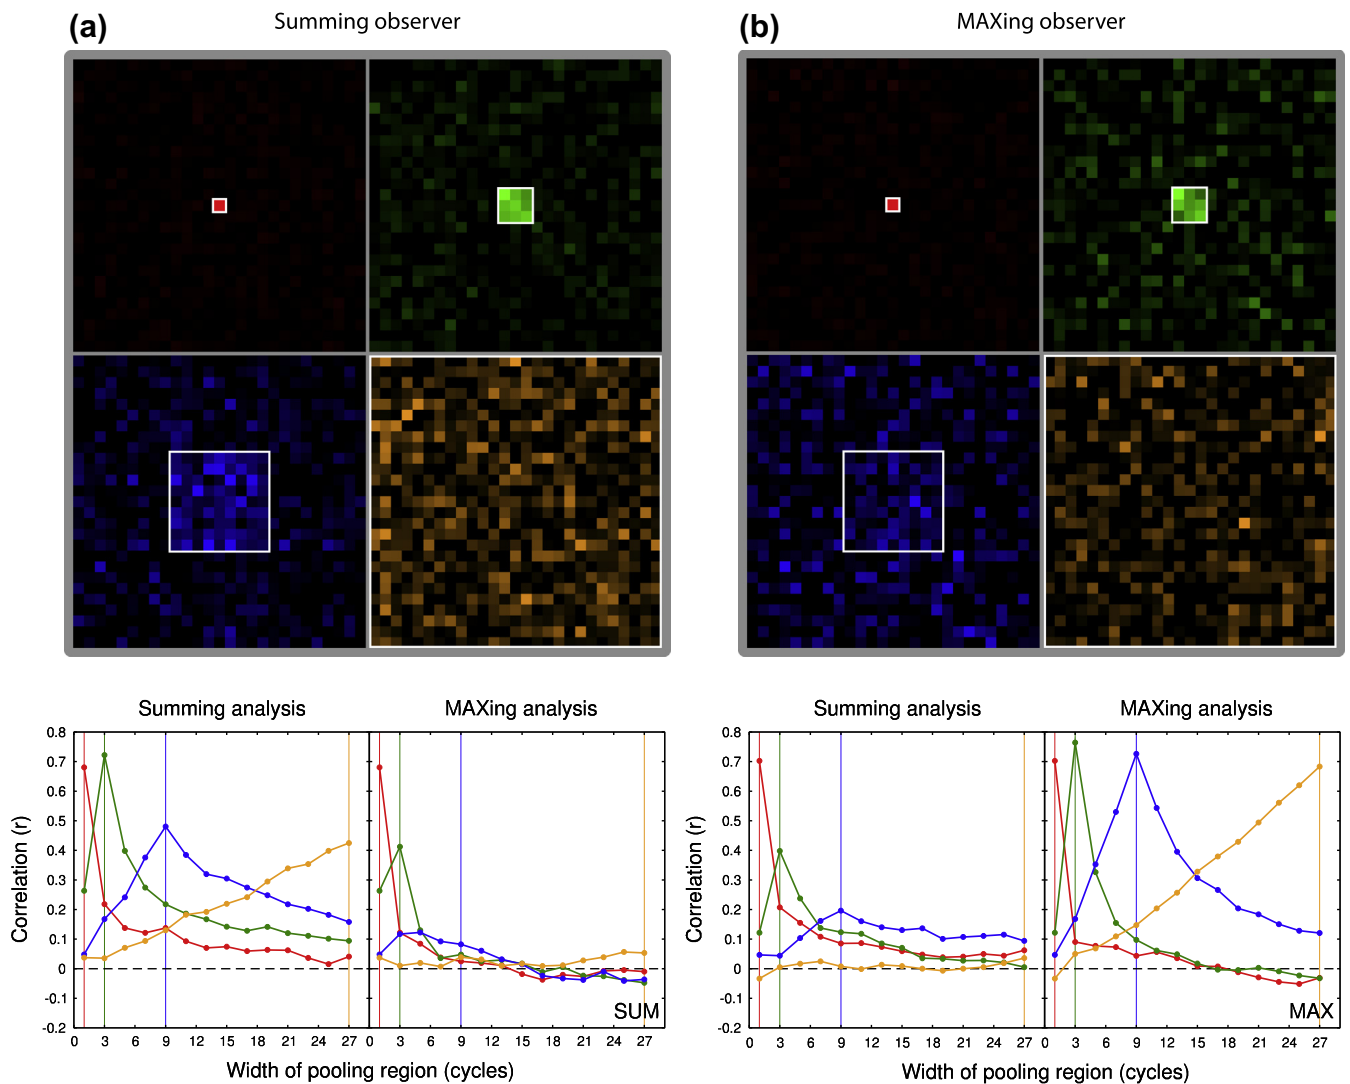 (a) Summing observer
(b) MAXing observer
Summing analysis MAXing analysis
Summing analysis MAXing analysis
Correlation (r)
0.8
0.7
0.6
0.5
0.4
0.3
0.2
0.1
0
-0.1
-0.2
SUM
0 3 6 9 12 15 18 21 24 27 0 3 6 9 12 15 18 21 24 27
Width of pooling region (cycles)
Correlation (r)
0.8
0.7
0.6
0.5
0.4
0.3
0.2
0.1
0
-0.1
-0.2
MAX
0 3 6 9 12 15 18 21 24 27 0 3 6 9 12 15 18 21 24 27
Width of pooling region (cycles)